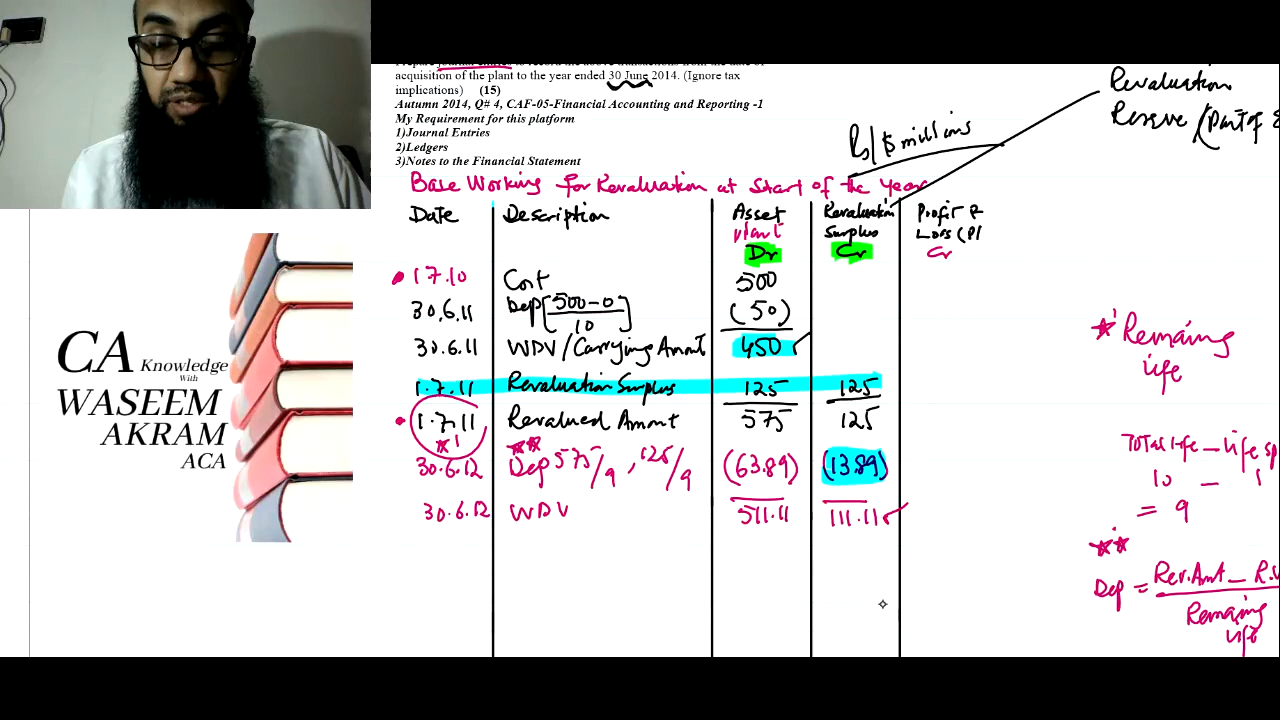 acquisition of the plant to the year ended 30 June 2014. (Ignore tax
implications) (15)
Autumn 2014, Q# 4, CAF-05-Financial Accounting and Reporting -1
My Requirement for this platform
1)Journal Entries
2)Ledgers
3)Notes to the Financial Statement
Revaluation
Reserve /(Part of
Rs/$ millions
Base Working for Revaluation at Start of the Year
Date Description Asset Revaluation Profit &
Plant Surplus Loss (Pl
Dr Cr Cr
1.7.10 Cost 500
30.6.11 Dep[500-0/10] (50)
30.6.11 WDV/Carrying Amount 450
1.7.11 Revaluation Surplus 125 125
1.7.11 Revalued Amount 575 125
*1 **
30.6.12 Dep 575/9, 125/9 (63.89) (13.89)
30.6.12 WDV 511.11 111.11
*1 Remaing
life
Total life - life sp
10 - 1
= 9
**
Dep = Rev.Amt - R.V
Remaing
life
CA Knowledge
With
WASEEM
AKRAM
ACA